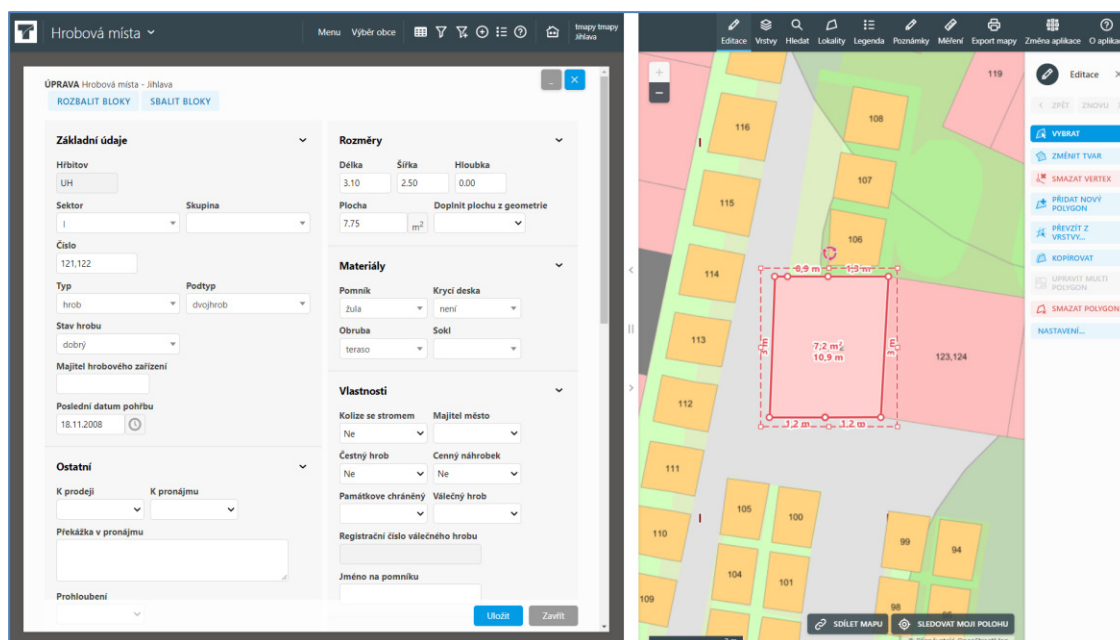 Hrobová místa
Menu
Výběr obce
tmapy tmapy
Jihlava
ÚPRAVA Hrobová místa - Jihlava
ROZBALIT BLOKY
SBALIT BLOKY
Základní údaje
Hřbitov
UH
Sektor
Skupina
I
Číslo
121,122
Typ
Podtyp
hrob
dvojhrob
Stav hrobu
dobrý
Majitel hrobového zařízení
Poslední datum pohřbu
18.11.2008
Ostatní
K prodeji
K pronájmu
Překážka v pronájmu
Prohloubení
Rozměry
Délka
Šířka
Hloubka
3.10
2.50
0.00
Plocha
Doplnit plochu z geometrie
7.75
m²
Materiály
Pomník
Krycí deska
žula
není
Obruba
Sokl
teraso
Vlastnosti
Kolize se stromem
Majitel město
Ne
Čestný hrob
Cenný náhrobek
Ne
Ne
Památkove chráněný
Válečný hrob
Registrační číslo válečného hrobu
Jméno na pomníku
Uložit
Zavřít
Editace
Vrstvy
Hledat
Lokality
Legenda
Poznámky
Měření
Export mapy
Změna aplikace
O aplikac
119
116
108
107
115
106
114
0,9 m
1,3 m
3 m
7,2 m²
10,9 m
3 m
113
123,124
112
1,2 m
1,2 m
111
105
100
110
99
94
104
101
109
98
SDÍLET MAPU
SLEDOVAT MOJI POLOHU
Editace
ZPĚT
ZNOVU
VYBRAT
ZMĚNIT TVAR
SMAZAT VERTEX
PŘIDAT NOVÝ
POLYGON
PŘEVZÍT Z
VRSTVY...
KOPÍROVAT
UPRAVIT MULTI
POLYGON
SMAZAT POLYGON
NASTAVENÍ...